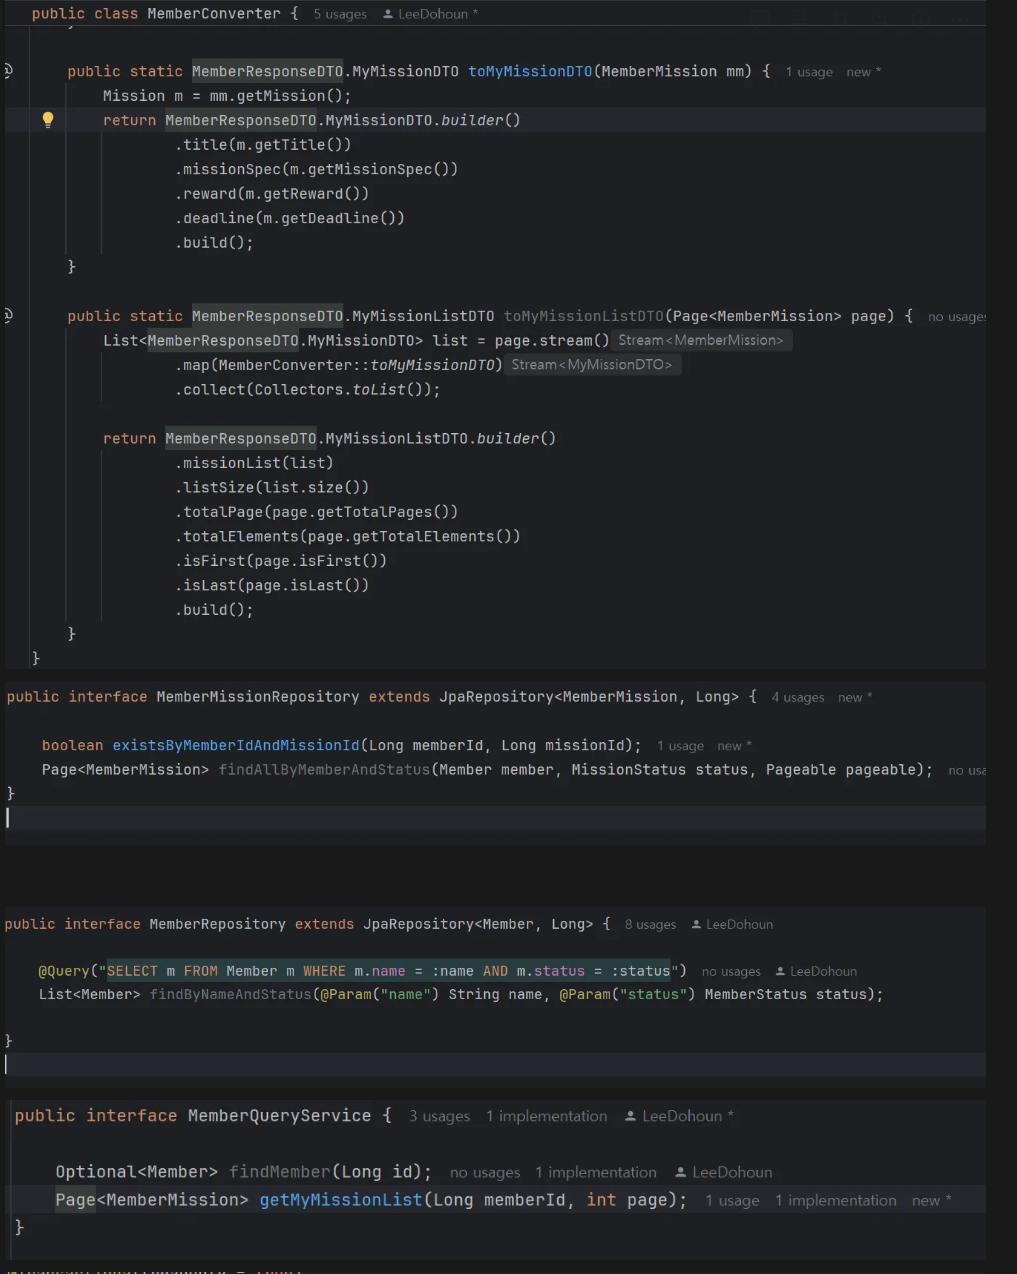 public class MemberConverter {  5 usages  LeeDohoun *
public static MemberResponseDTO.MyMissionDTO toMyMissionDTO(MemberMission mm) {  1 usage  new *
Mission m = mm.getMission();
return MemberResponseDTO.MyMissionDTO.builder()
.title(m.getTitle())
.missionSpec(m.getMissionSpec())
.reward(m.getReward())
.deadline(m.getDeadline())
.build();
}
public static MemberResponseDTO.MyMissionListDTO toMyMissionListDTO(Page<MemberMission> page) {  no usages
List<MemberResponseDTO.MyMissionDTO> list = page.stream() Stream<MemberMission>
.map(MemberConverter::toMyMissionDTO) Stream<MyMissionDTO>
.collect(Collectors.toList());
return MemberResponseDTO.MyMissionListDTO.builder()
.missionList(list)
.listSize(list.size())
.totalPage(page.getTotalPages())
.totalElements(page.getTotalElements())
.isFirst(page.isFirst())
.isLast(page.isLast())
.build();
}
}
public interface MemberMissionRepository extends JpaRepository<MemberMission, Long> {  4 usages  new *
boolean existsByMemberIdAndMissionId(Long memberId, Long missionId);  1 usage  new *
Page<MemberMission> findAllByMemberAndStatus(Member member, MissionStatus status, Pageable pageable);  no usa
}
public interface MemberRepository extends JpaRepository<Member, Long> {  8 usages  LeeDohoun
@Query("SELECT m FROM Member m WHERE m.name = :name AND m.status = :status")  no usages  LeeDohoun
List<Member> findByNameAndStatus(@Param("name") String name, @Param("status") MemberStatus status);
}
public interface MemberQueryService {  3 usages  1 implementation  LeeDohoun *
Optional<Member> findMember(Long id);  no usages  1 implementation  LeeDohoun
Page<MemberMission> getMyMissionList(Long memberId, int page);  1 usage  1 implementation  new *
}